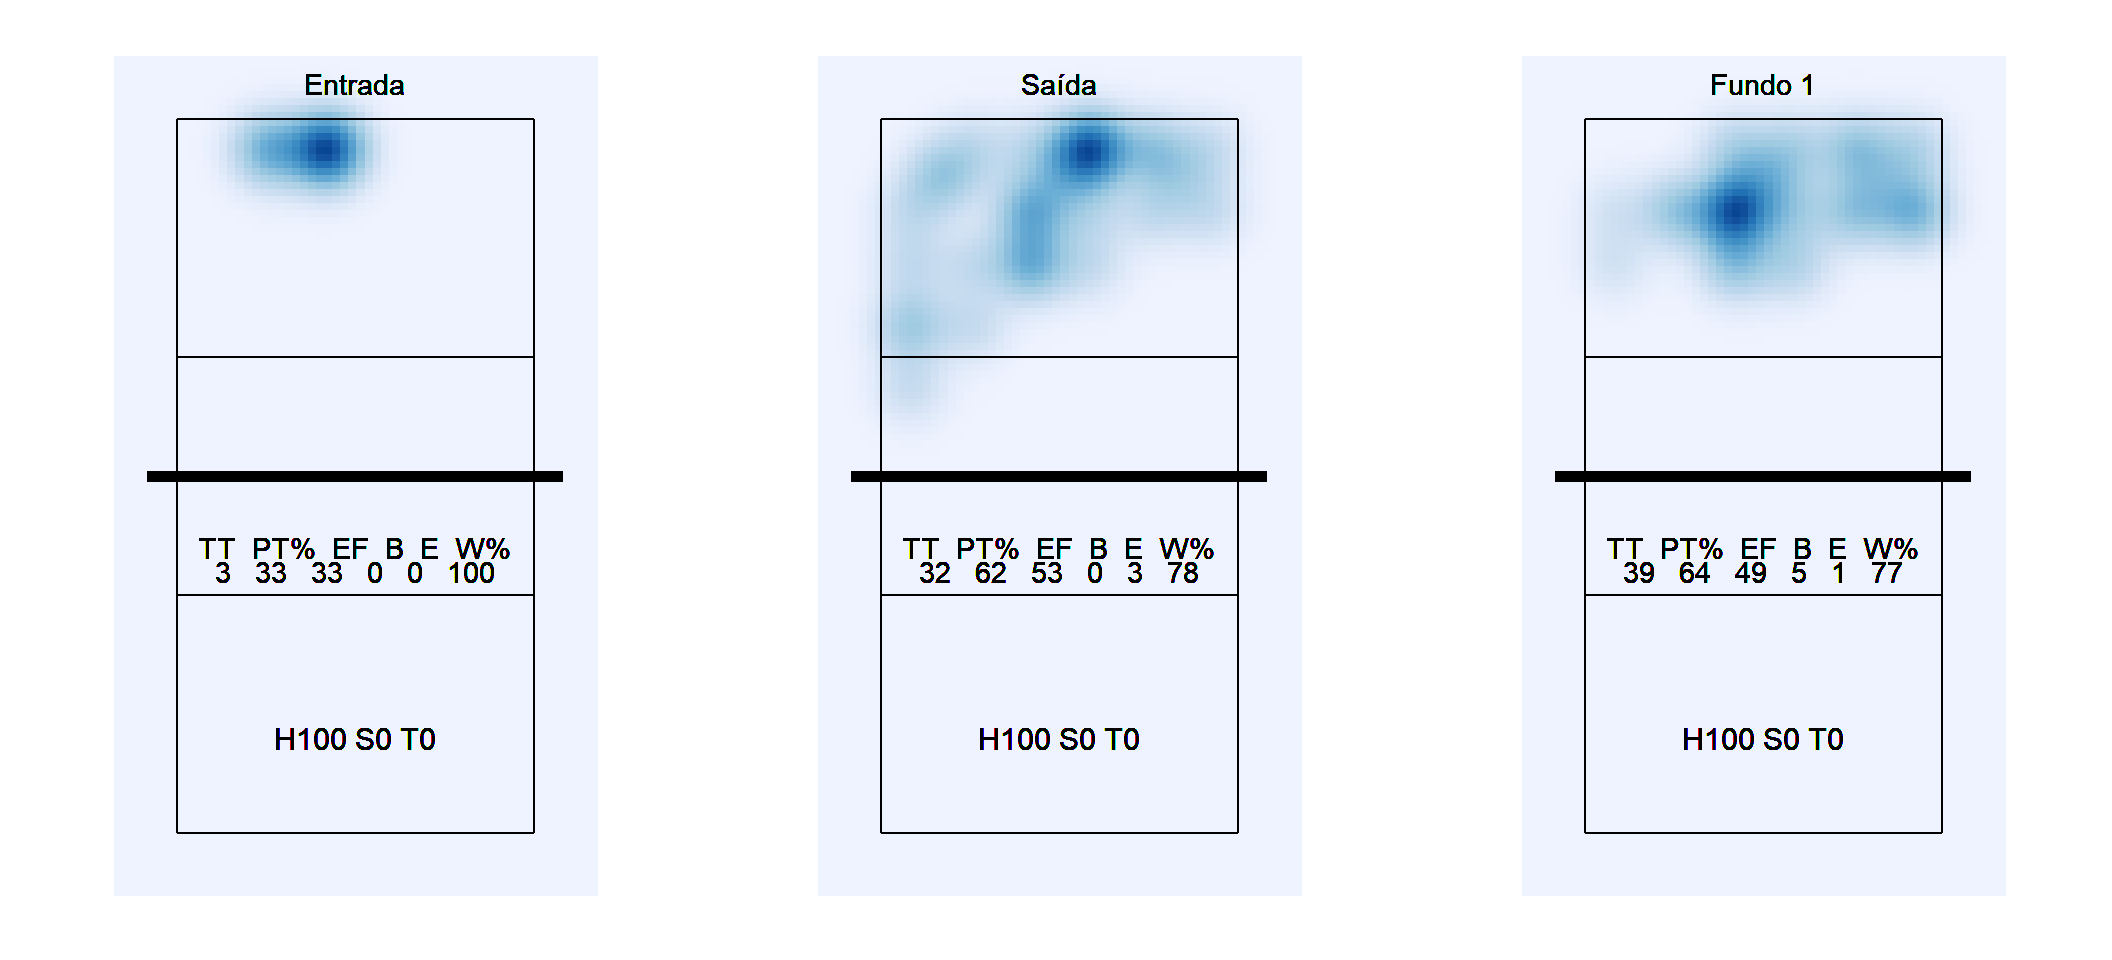 Entrada
TT PT% EF B E W%
3 33 33 0 0 100
H100 S0 T0
Saída
TT PT% EF B E W%
32 62 53 0 3 78
H100 S0 T0
Fundo 1
TT PT% EF B E W%
39 64 49 5 1 77
H100 S0 T0